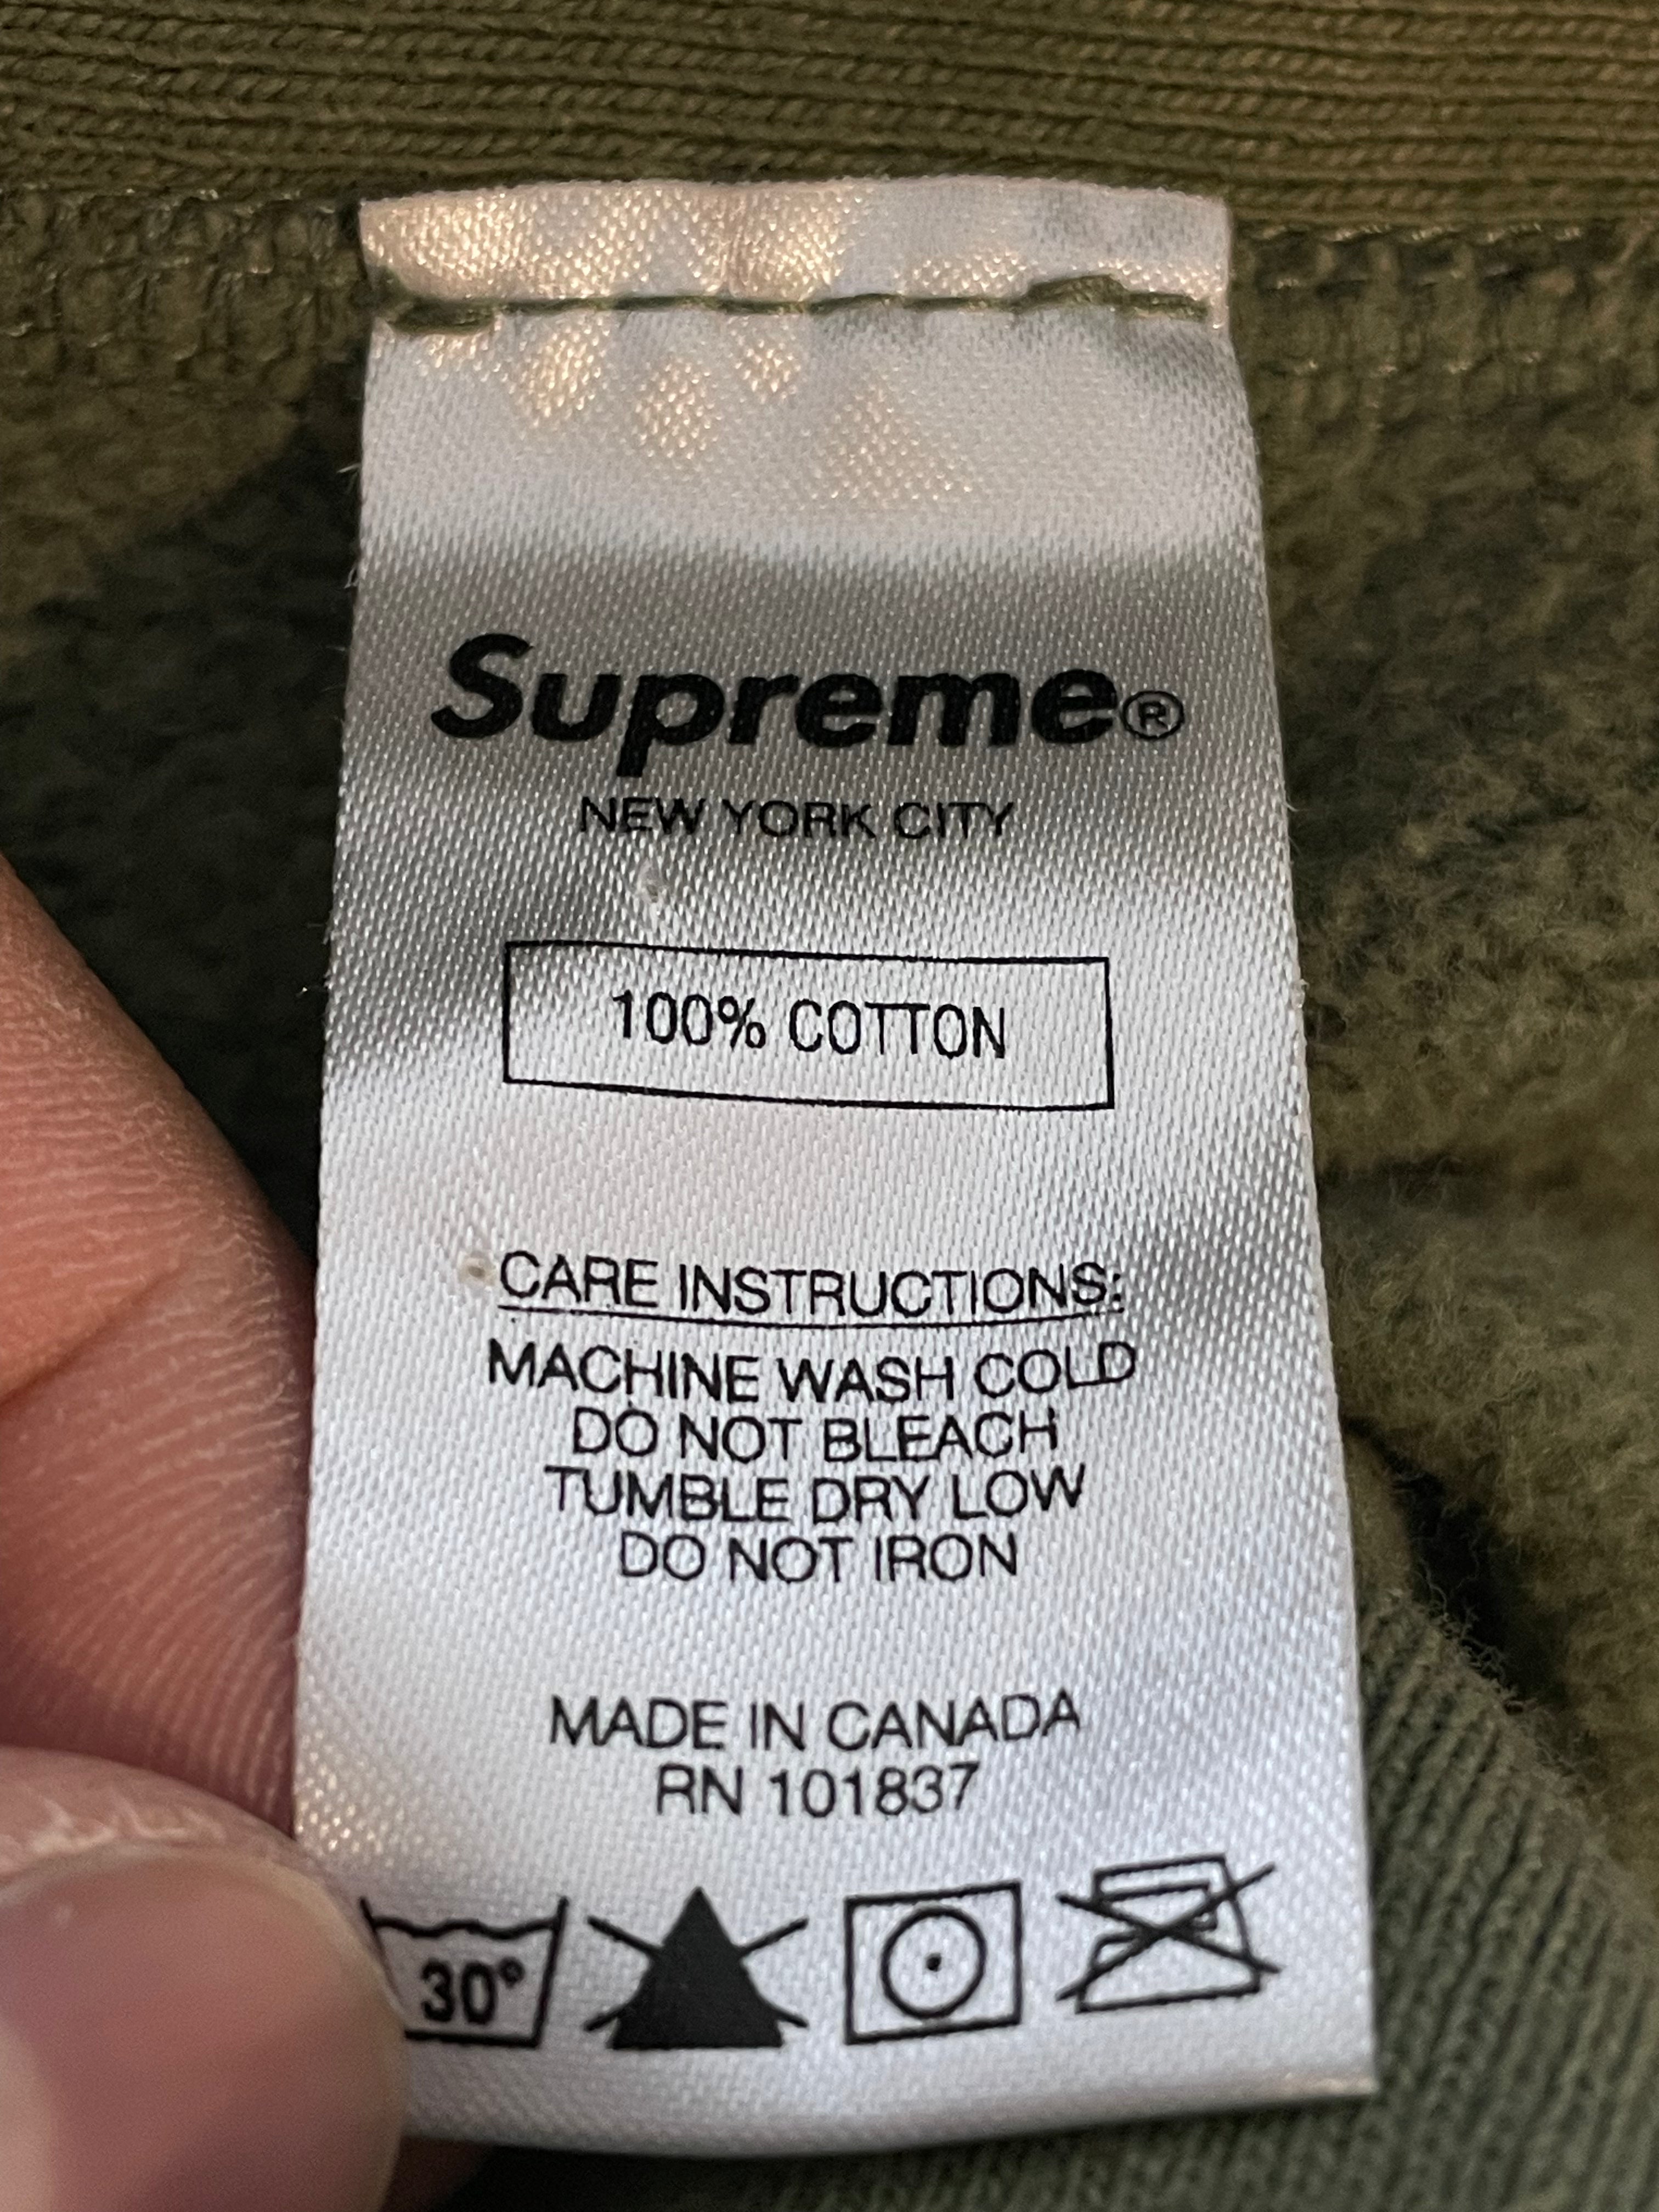 Supreme®
NEW YORK CITY
100% COTTON
CARE INSTRUCTIONS:
MACHINE WASH COLD
DO NOT BLEACH
TUMBLE DRY LOW
DO NOT IRON
MADE IN CANADA
RN 101837
30°